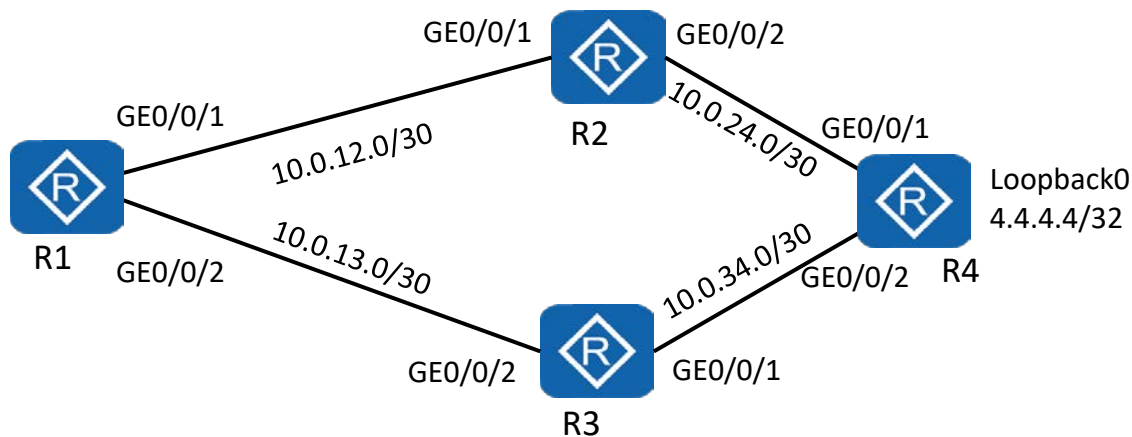 GE0/0/1
R
GE0/0/2
R2
10.0.24.0/30
GE0/0/1
10.0.12.0/30
GE0/0/1
R
R1
GE0/0/2
10.0.13.0/30
R
Loopback0
4.4.4.4/32
R4
10.0.34.0/30
GE0/0/2
GE0/0/2
R
GE0/0/1
R3